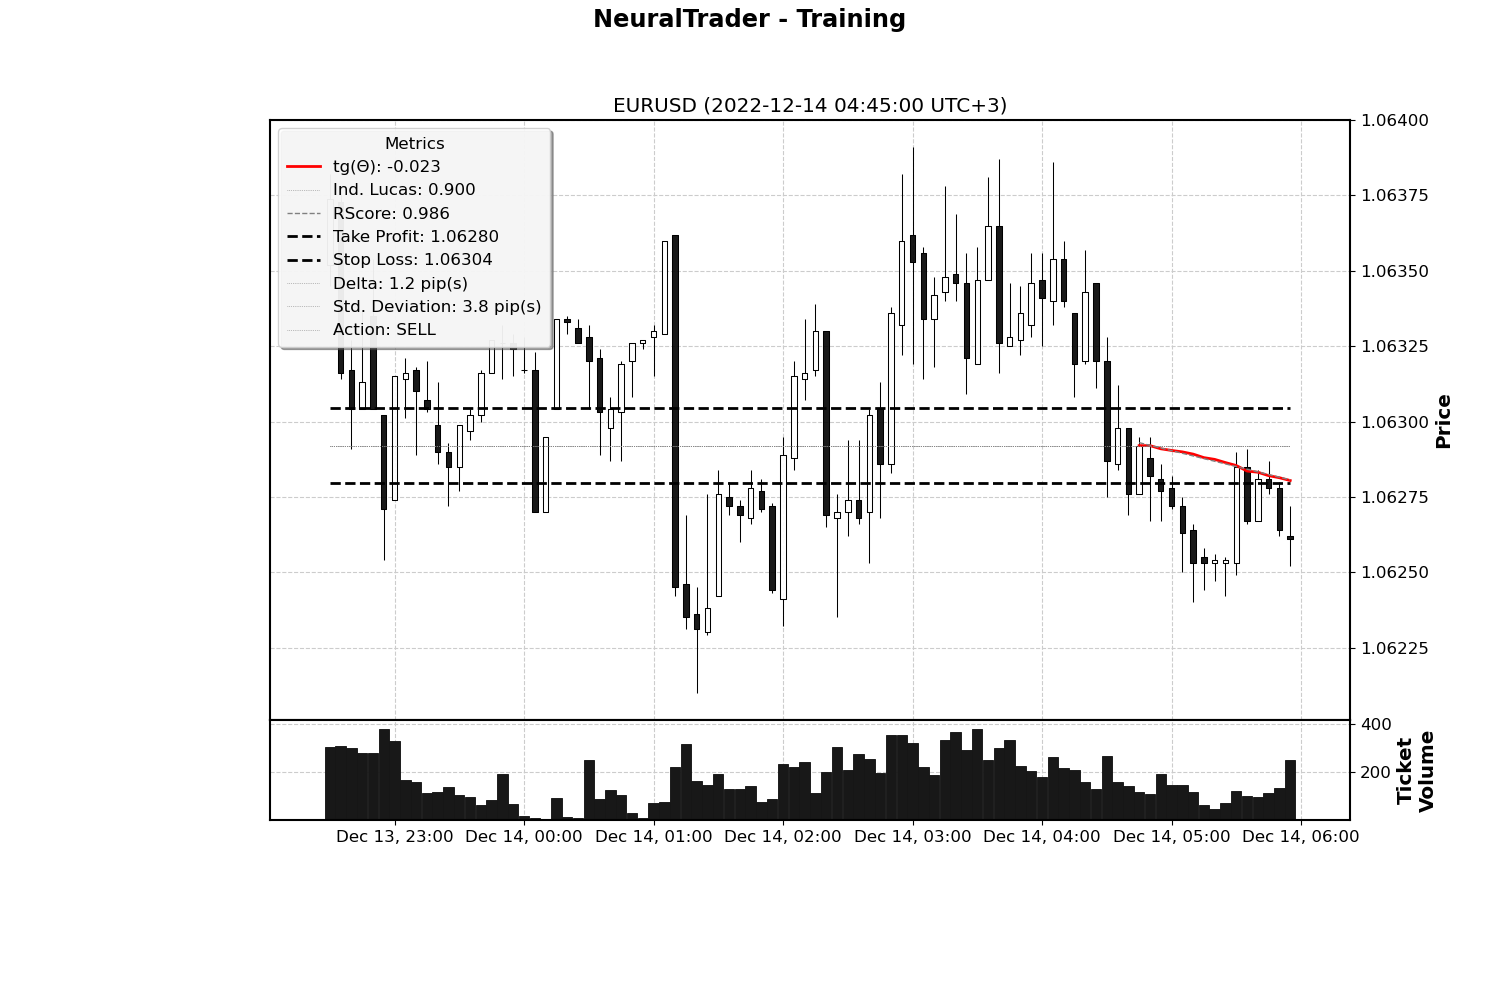 NeuralTrader - Training
EURUSD (2022-12-14 04:45:00 UTC+3)
Metrics
tg(Θ): -0.023
Ind. Lucas: 0.900
RScore: 0.986
Take Profit: 1.06280
Stop Loss: 1.06304
Delta: 1.2 pip(s)
Std. Deviation: 3.8 pip(s)
Action: SELL
1.06400
1.06375
1.06350
1.06325
1.06300
1.06275
1.06250
1.06225
Price
400
200
Ticket
Volume
Dec 13, 23:00 Dec 14, 00:00 Dec 14, 01:00 Dec 14, 02:00 Dec 14, 03:00 Dec 14, 04:00 Dec 14, 05:00 Dec 14, 06:00